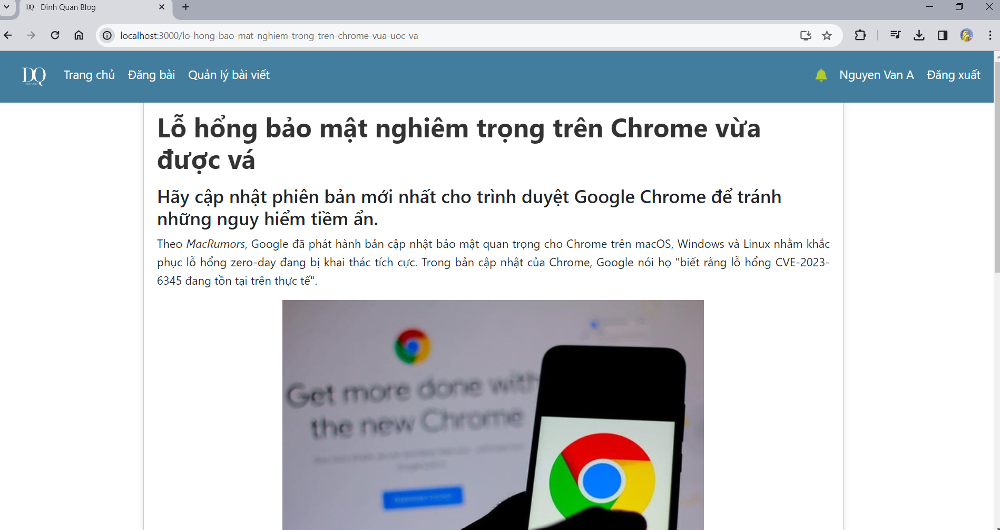 DQ Dinh Quan Blog
localhost:3000/lo-hong-bao-mat-nghiem-trong-tren-chrome-vua-uoc-va
DQ Trang chủ Đăng bài Quản lý bài viết Nguyen Van A Đăng xuất
Dinh Quan
Lỗ hổng bảo mật nghiêm trọng trên Chrome vừa
được vá
Hãy cập nhật phiên bản mới nhất cho trình duyệt Google Chrome để tránh
những nguy hiểm tiềm ẩn.
Theo MacRumors, Google đã phát hành bản cập nhật bảo mật quan trọng cho Chrome trên macOS, Windows và Linux nhằm khắc
phục lỗ hổng zero-day đang bị khai thác tích cực. Trong bản cập nhật của Chrome, Google nói họ "biết rằng lỗ hổng CVE-2023-
6345 đang tồn tại trên thực tế".
Get more done with
the new Chrome